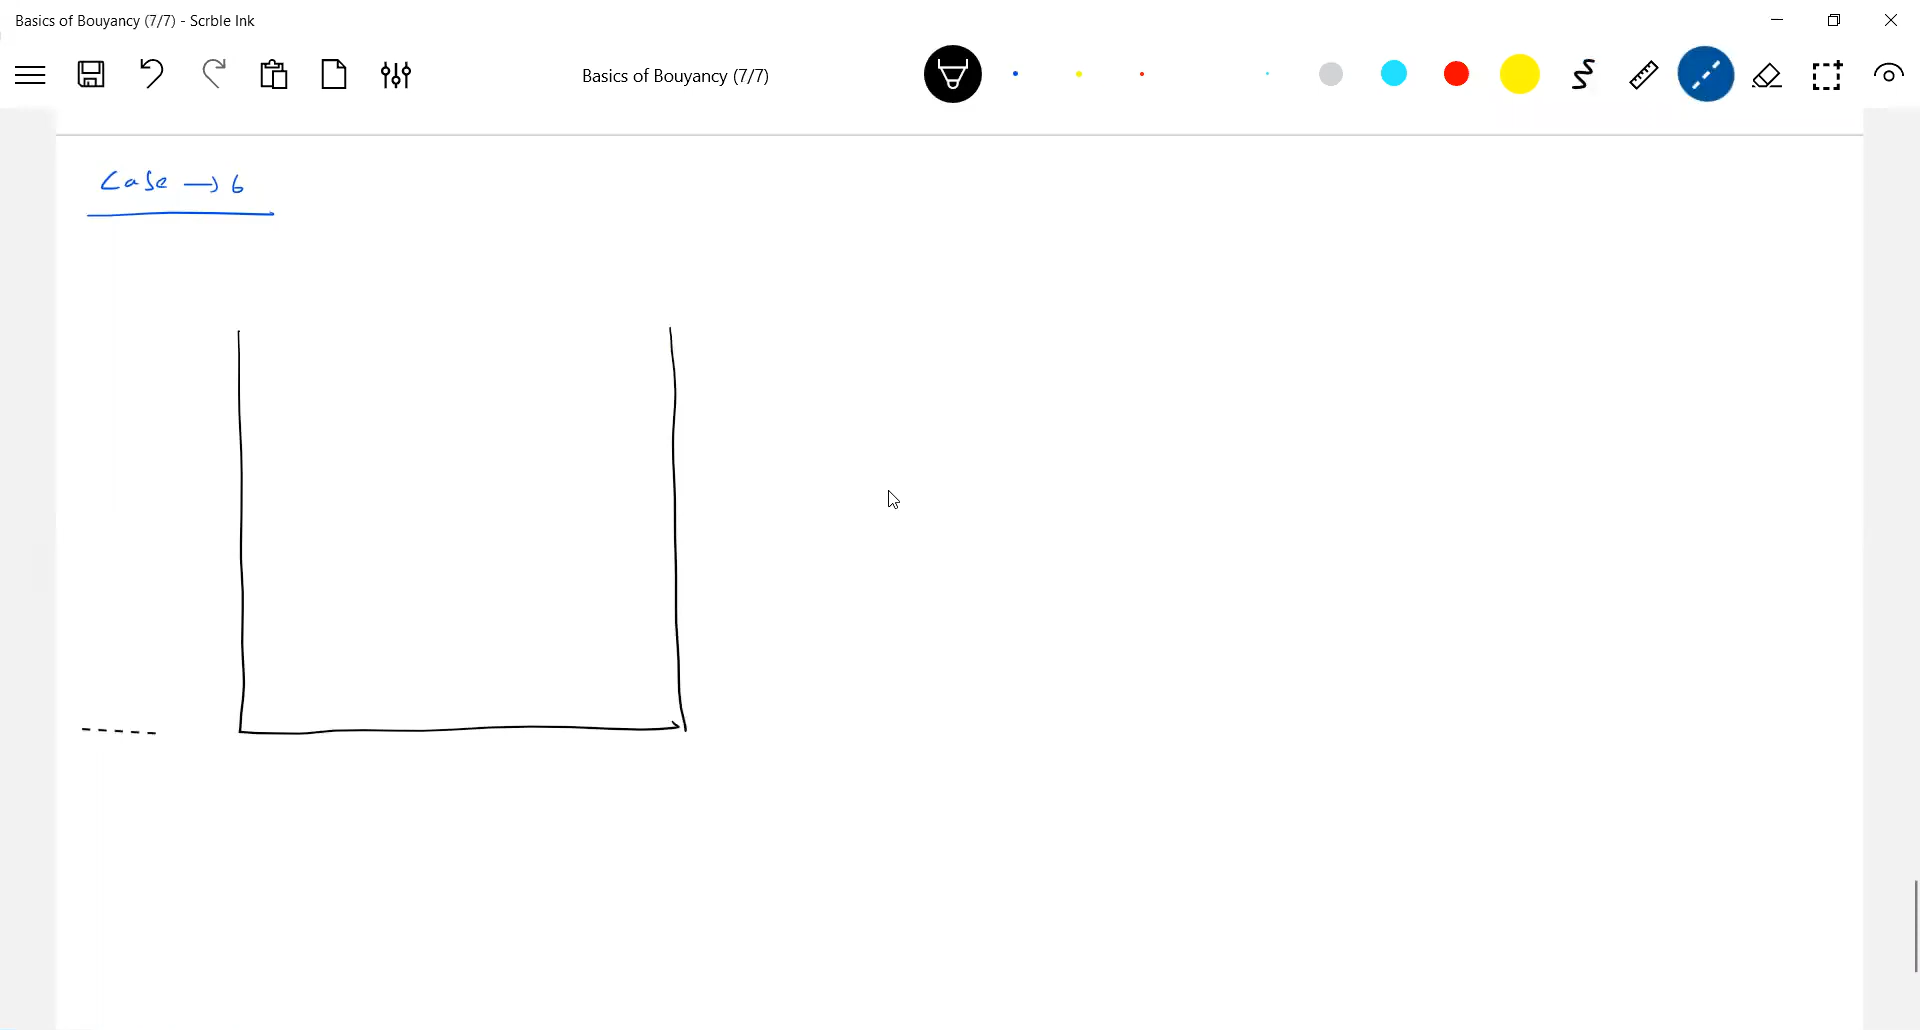 Basics of Bouyancy (7/7) - Scrble Ink
Basics of Bouyancy (7/7)
Case → 6